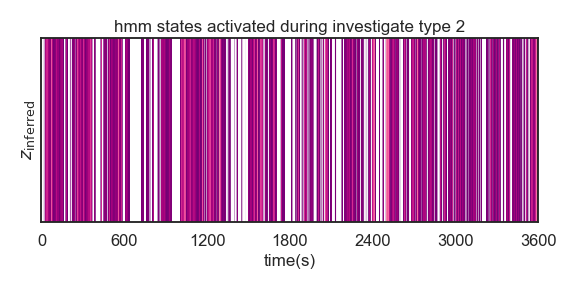 hmm states activated during investigate type 2
z_inferred
0 600 1200 1800 2400 3000 3600
time(s)